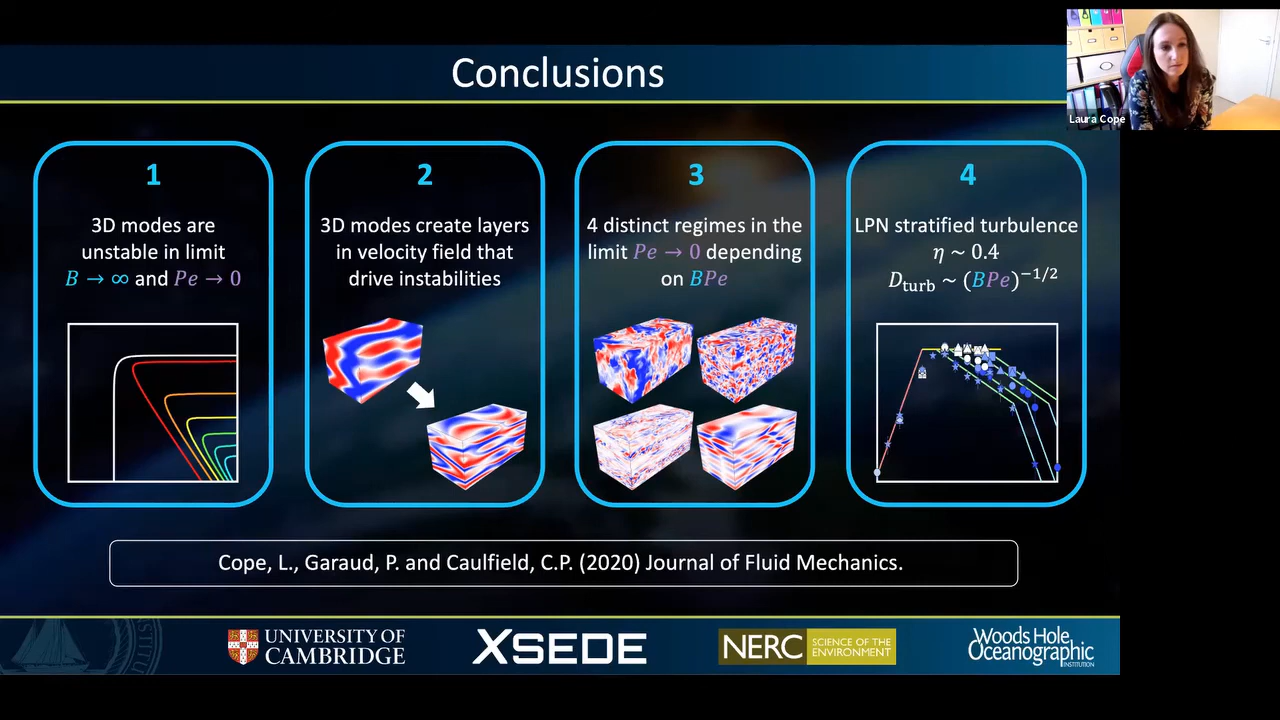 Conclusions
Laura Cope
1
3D modes are
unstable in limit
B → ∞ and Pe → 0
2
3D modes create layers
in velocity field that
drive instabilities
3
4 distinct regimes in the
limit Pe → 0 depending
on BPe
4
LPN stratified turbulence
η ~ 0.4
D_turb ~ (BPe)^−1/2
Cope, L., Garaud, P. and Caulfield, C.P. (2020) Journal of Fluid Mechanics.
UNIVERSITY OF
CAMBRIDGE
XSEDE
NERC SCIENCE OF THE
ENVIRONMENT
Woods Hole
Oceanographic
INSTITUTION